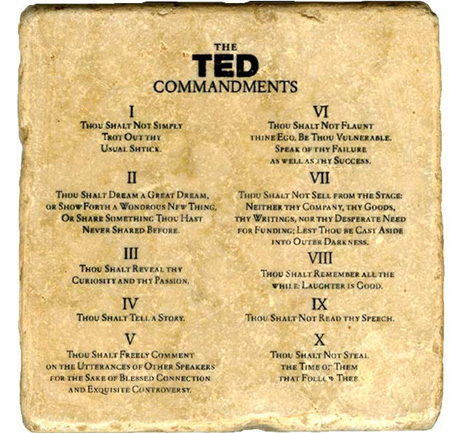 THE
TED
COMMANDMENTS
I
THOU SHALT NOT SIMPLY
TROT OUT THY
USUAL SHTICK.
II
THOU SHALT DREAM A GREAT DREAM,
OR SHOW FORTH A WONDROUS NEW THING,
OR SHARE SOMETHING THOU HAST
NEVER SHARED BEFORE.
III
THOU SHALT REVEAL THY
CURIOSITY AND THY PASSION.
IV
THOU SHALT TELL A STORY.
V
THOU SHALT FREELY COMMENT
ON THE UTTERANCES OF OTHER SPEAKERS
FOR THE SAKE OF BLESSED CONNECTION
AND EXQUISITE CONTROVERSY.
VI
THOU SHALT NOT FLAUNT
THINE EGO. BE THOU VULNERABLE.
SPEAK OF THY FAILURE
AS WELL AS THY SUCCESS.
VII
THOU SHALT NOT SELL FROM THE STAGE:
NEITHER THY COMPANY, THY GOODS,
THY WRITINGS, NOR THY DESPERATE NEED
FOR FUNDING; LEST THOU BE CAST ASIDE
INTO OUTER DARKNESS.
VIII
THOU SHALT REMEMBER ALL THE
WHILE: LAUGHTER IS GOOD.
IX
THOU SHALT NOT READ THY SPEECH.
X
THOU SHALT NOT STEAL
THE TIME OF THEM
THAT FOLLOW THEE